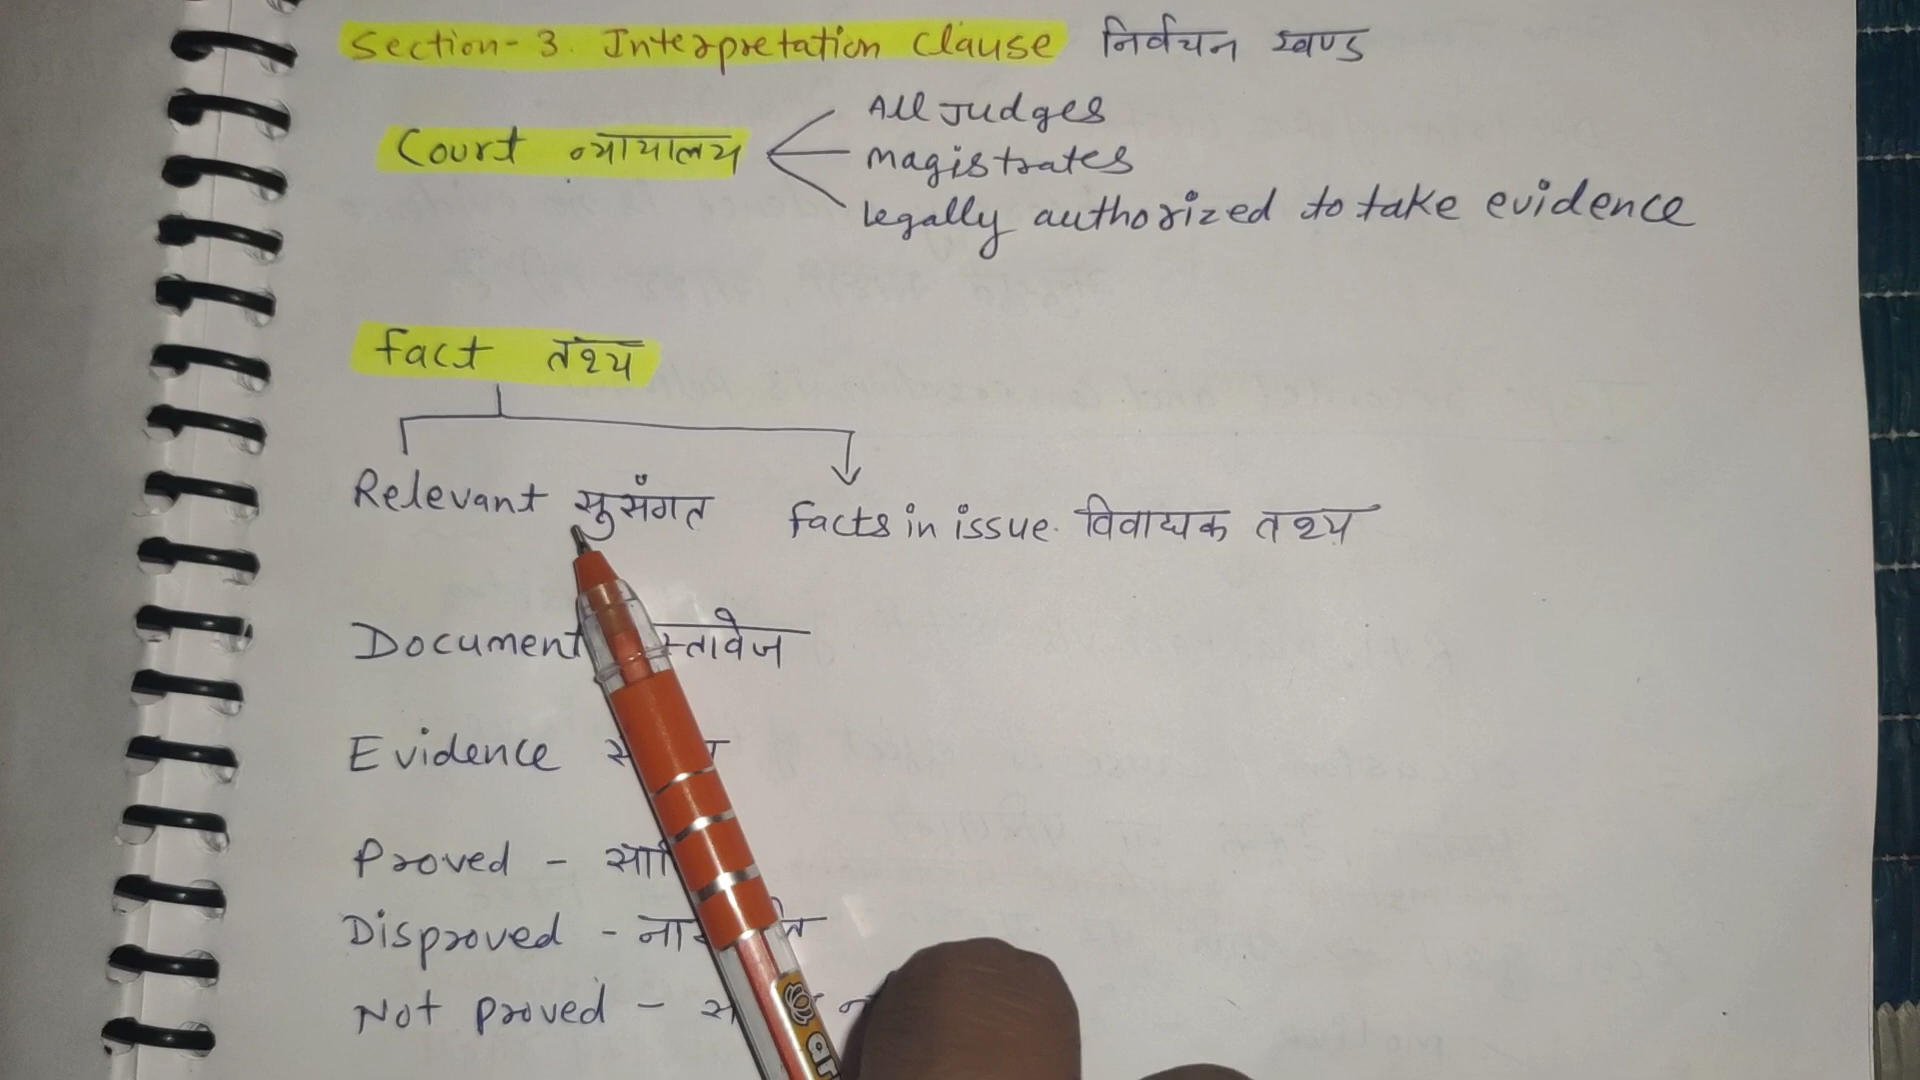 Section-3. Interpretation Clause निर्वचन खण्ड
Court न्यायालय
All Judges
magistrates
legally authorized to take evidence
fact तथ्य
Relevant सुसंगत facts in issue. विवाद्यक तथ्य
Document स्तावेज
Evidence
Proved -
Disproved -
Not proved -